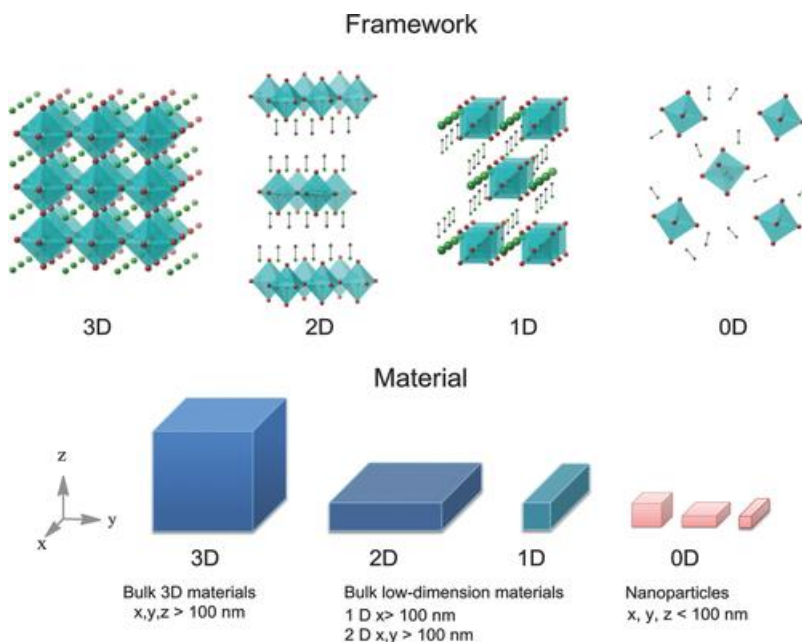 Framework
3D
2D
1D
0D
Material
z
y
x
3D
2D
1D
0D
Bulk 3D materials
x,y,z > 100 nm
Bulk low-dimension materials
1 D x> 100 nm
2 D x,y > 100 nm
Nanoparticles
x, y, z < 100 nm